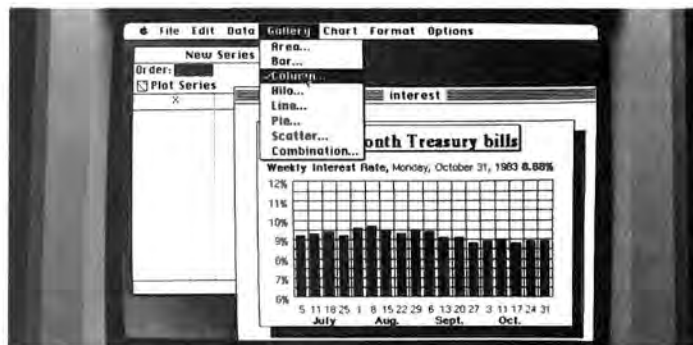 File Edit Data Gallery Chart Format Options
New Series
Order:
Plot Series
X
Area...
Bar...
✓Column...
Hilo...
Line...
Pie...
Scatter...
Combination...
interest
onth Treasury bills
Weekly Interest Rate, Monday, October 31, 1983 8.88%
12%
11%
10%
9%
8%
7%
6%
5 11 18 25 1 8 15 22 29 6 13 20 27 3 11 17 24 31
July Aug. Sept. Oct.